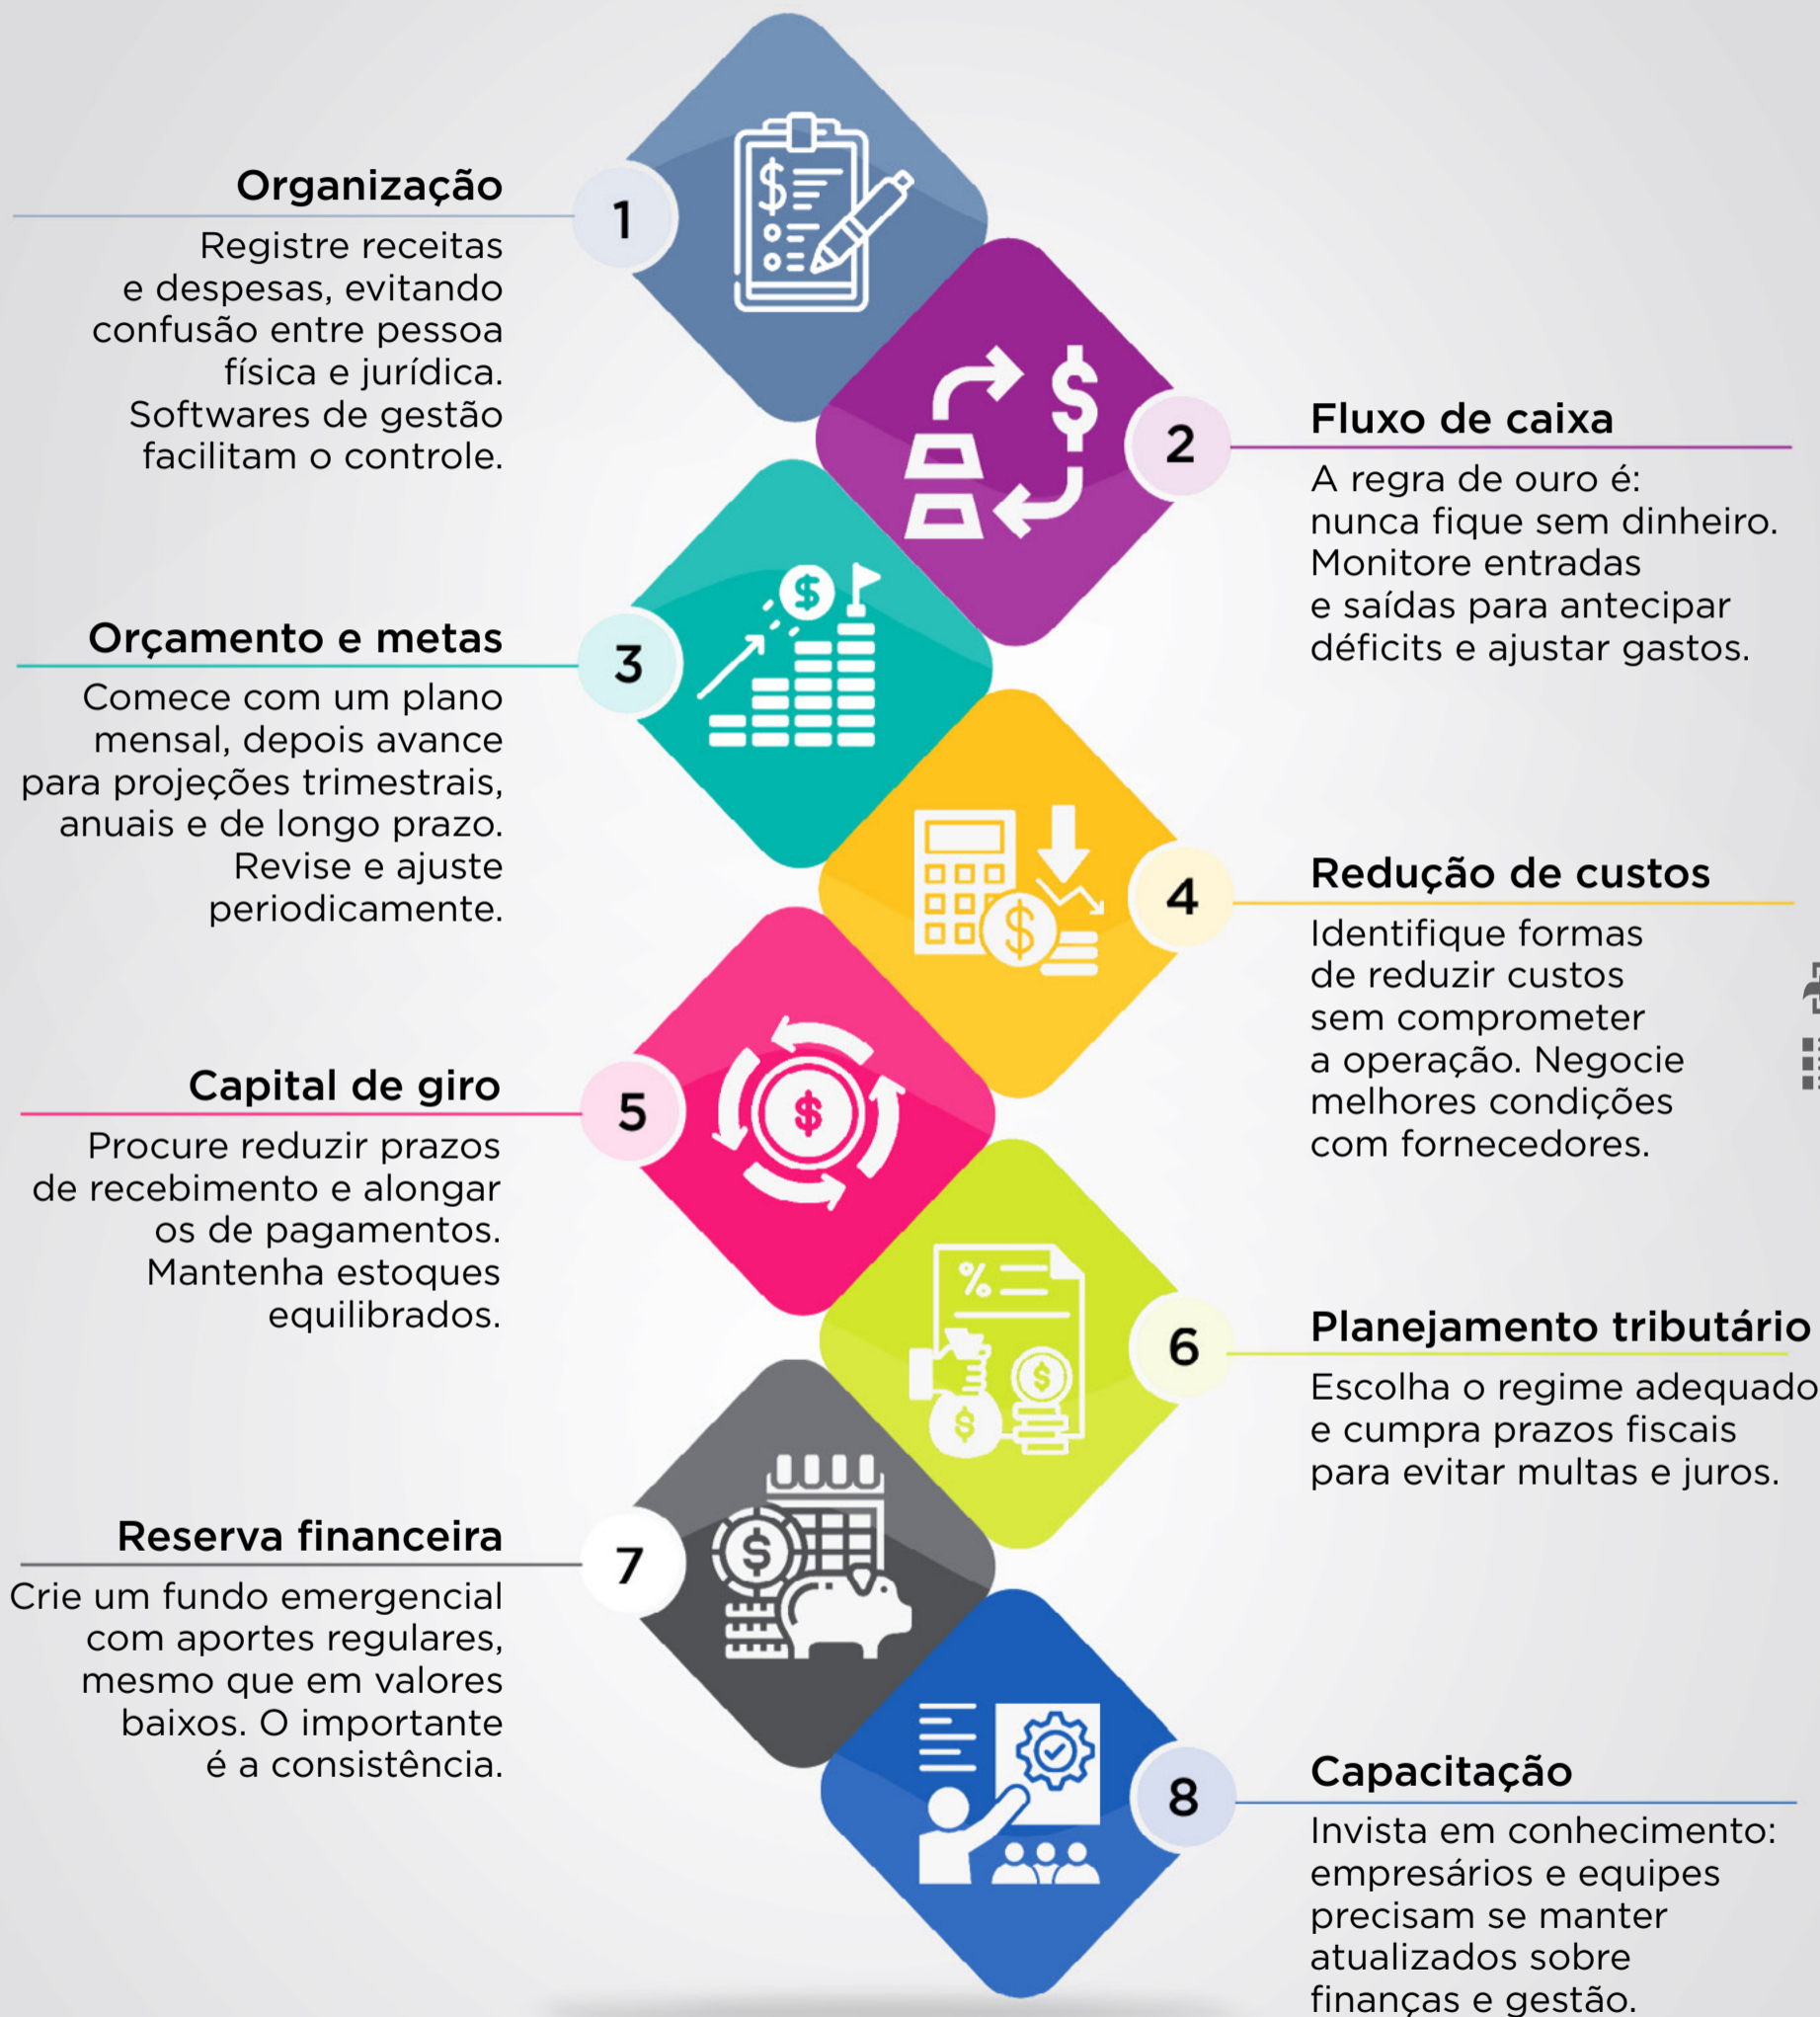 1
Organização
Registre receitas
e despesas, evitando
confusão entre pessoa
física e jurídica.
Softwares de gestão
facilitam o controle.
2
Fluxo de caixa
A regra de ouro é:
nunca fique sem dinheiro.
Monitore entradas
e saídas para antecipar
déficits e ajustar gastos.
3
Orçamento e metas
Comece com um plano
mensal, depois avance
para projeções trimestrais,
anuais e de longo prazo.
Revise e ajuste
periodicamente.
4
Redução de custos
Identifique formas
de reduzir custos
sem comprometer
a operação. Negocie
melhores condições
com fornecedores.
5
Capital de giro
Procure reduzir prazos
de recebimento e alongar
os de pagamentos.
Mantenha estoques
equilibrados.
6
Planejamento tributário
Escolha o regime adequado
e cumpra prazos fiscais
para evitar multas e juros.
7
Reserva financeira
Crie um fundo emergencial
com aportes regulares,
mesmo que em valores
baixos. O importante
é a consistência.
8
Capacitação
Invista em conhecimento:
empresários e equipes
precisam se manter
atualizados sobre
finanças e gestão.